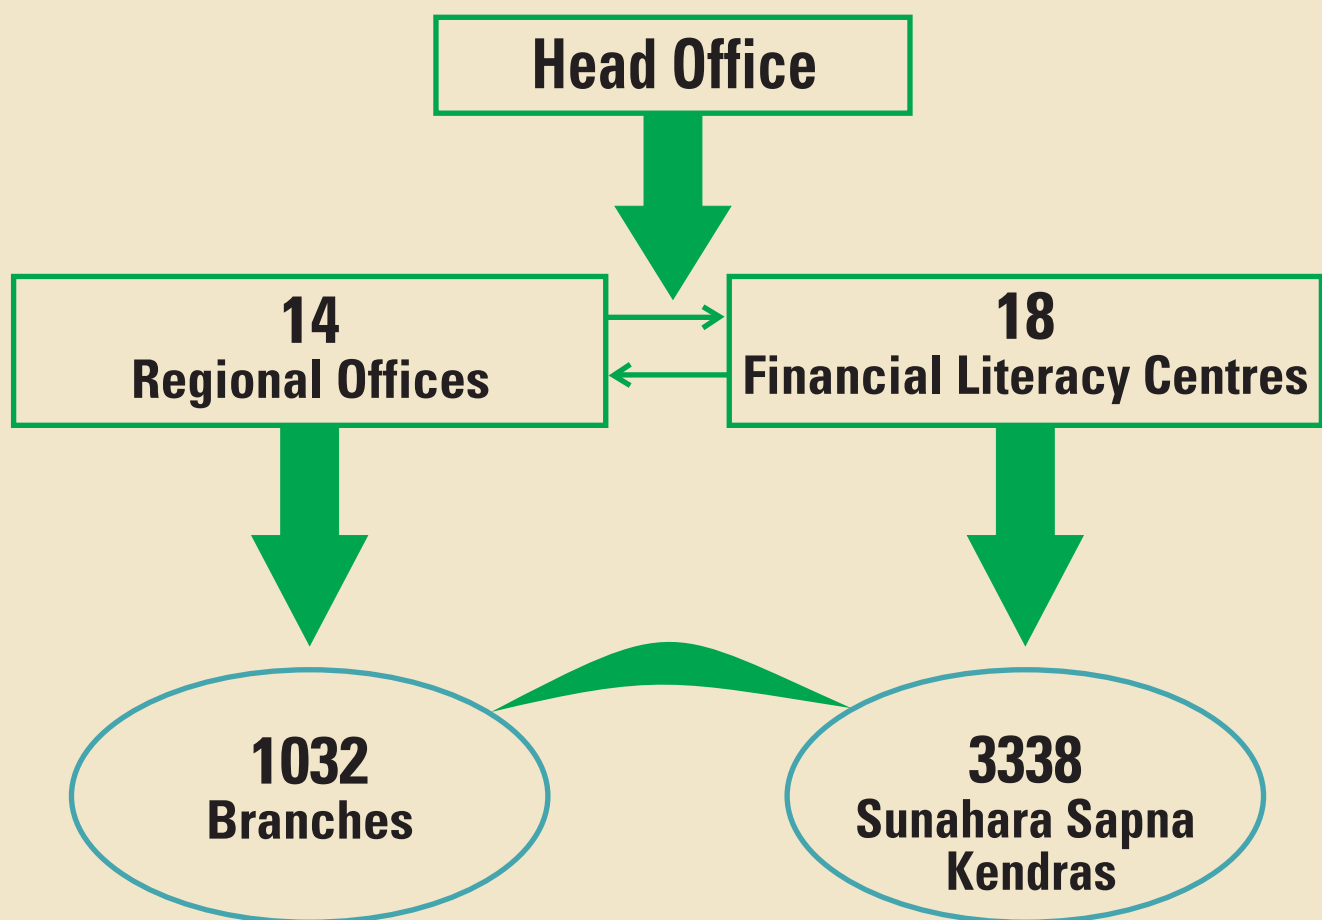 Head Office
14
Regional Offices
18
Financial Literacy Centres
1032
Branches
3338
Sunahara Sapna
Kendras